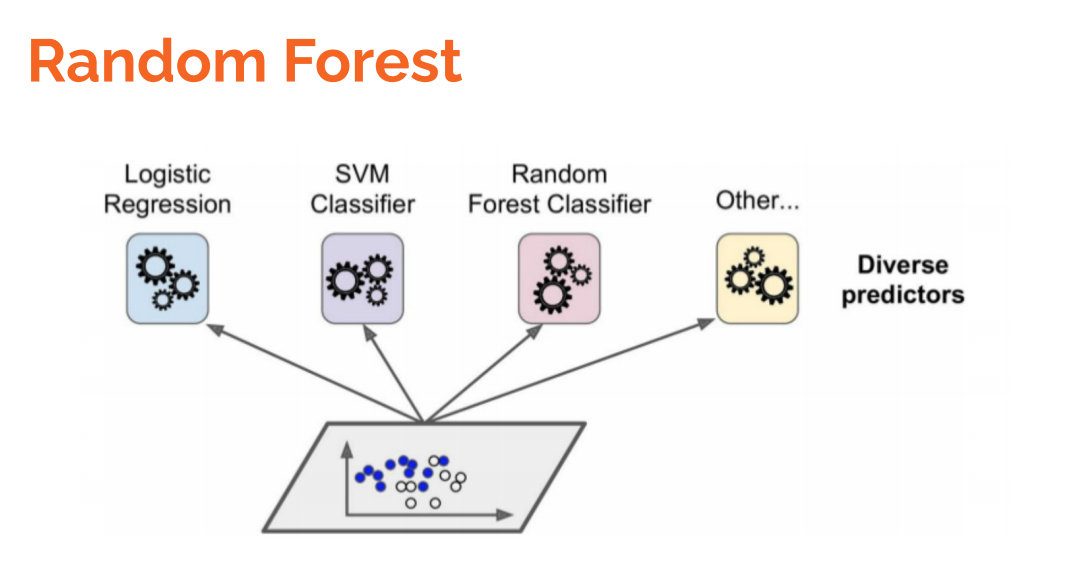 Random Forest
Logistic
Regression
SVM
Classifier
Random
Forest Classifier
Other...
Diverse
predictors